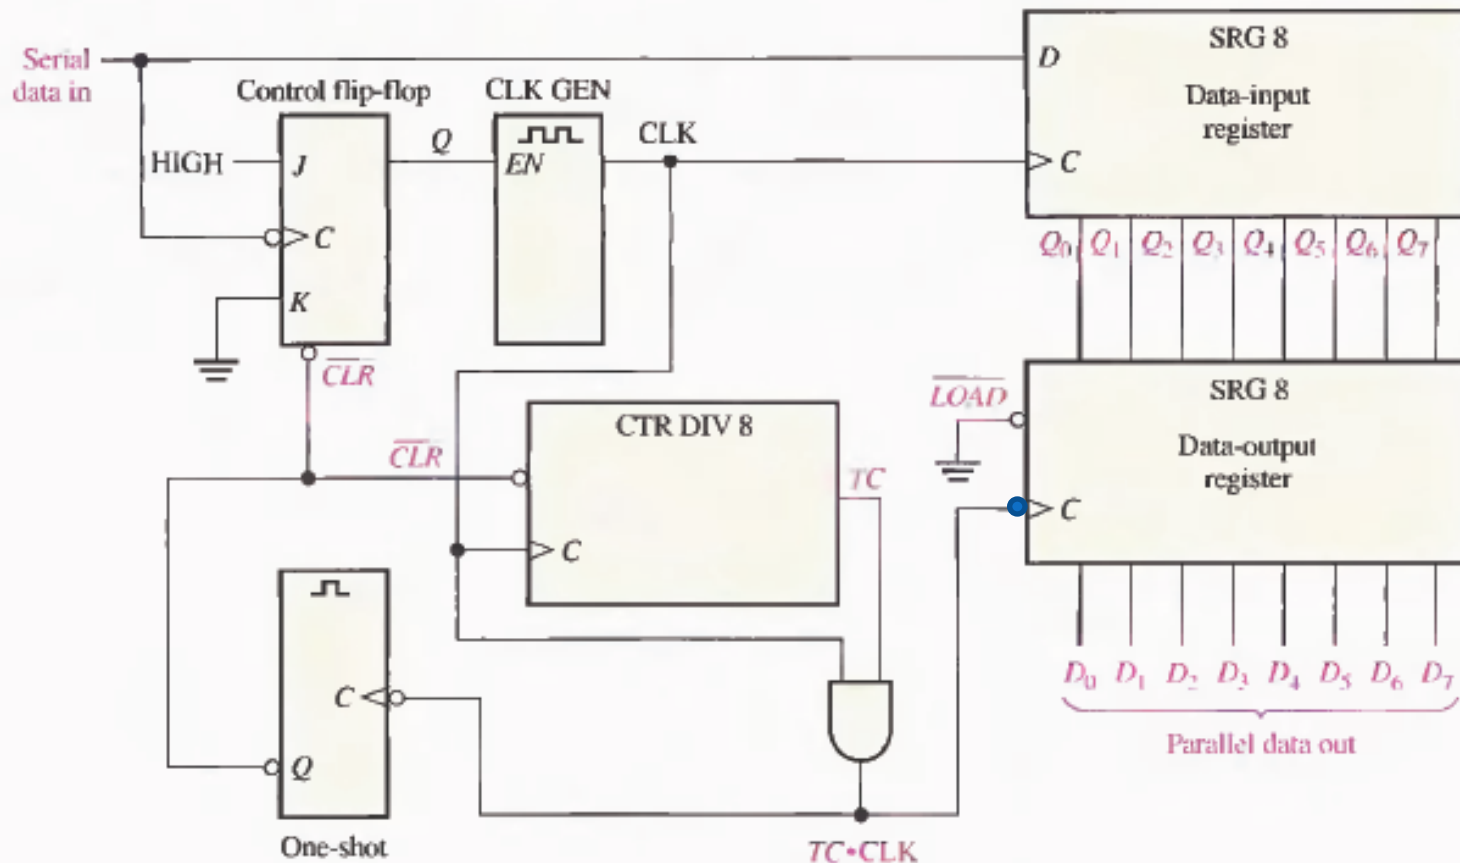 Serial
data in
Control flip-flop
CLK GEN
HIGH
J
Q
EN
CLK
C
K
CLR
D
SRG 8
Data-input
register
C
Q0 Q1 Q2 Q3 Q4 Q5 Q6 Q7
CLR
CTR DIV 8
TC
C
LOAD
SRG 8
Data-output
register
C
D0 D1 D2 D3 D4 D5 D6 D7
Parallel data out
C
Q
One-shot
TC•CLK